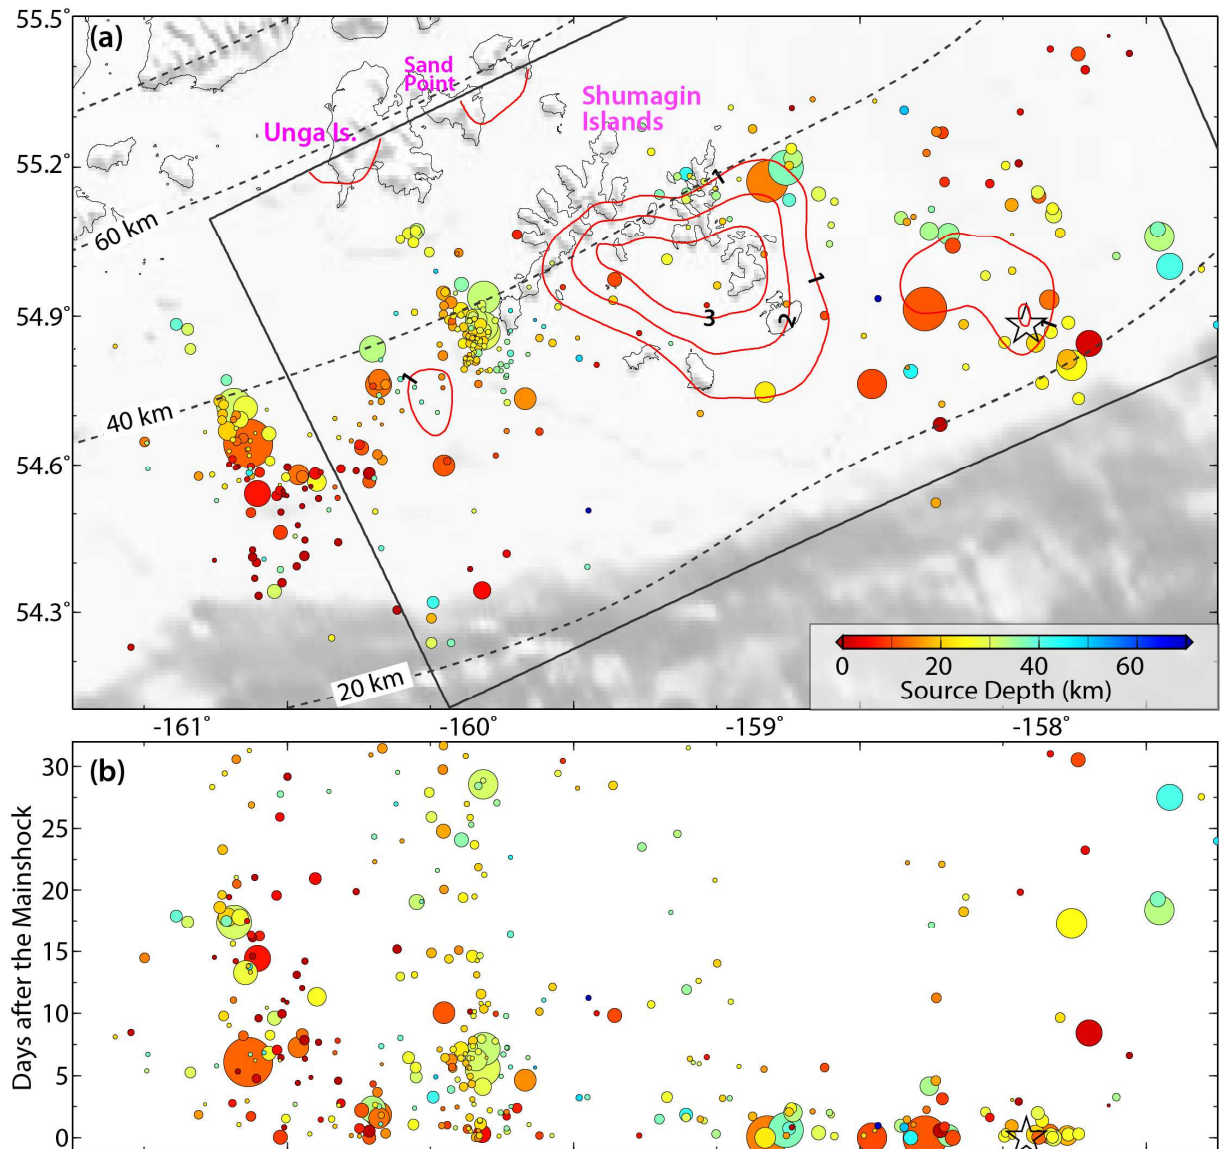 55.5°
(a)
Sand
Point
Shumagin
Islands
Unga Is.
55.2°
1
60 km
54.9°
1
3
2
1
1
40 km
54.6°
54.3°
20 km
0
20
40
60
Source Depth (km)
-161°
-160°
-159°
-158°
(b)
30
25
20
15
10
5
0
Days after the Mainshock